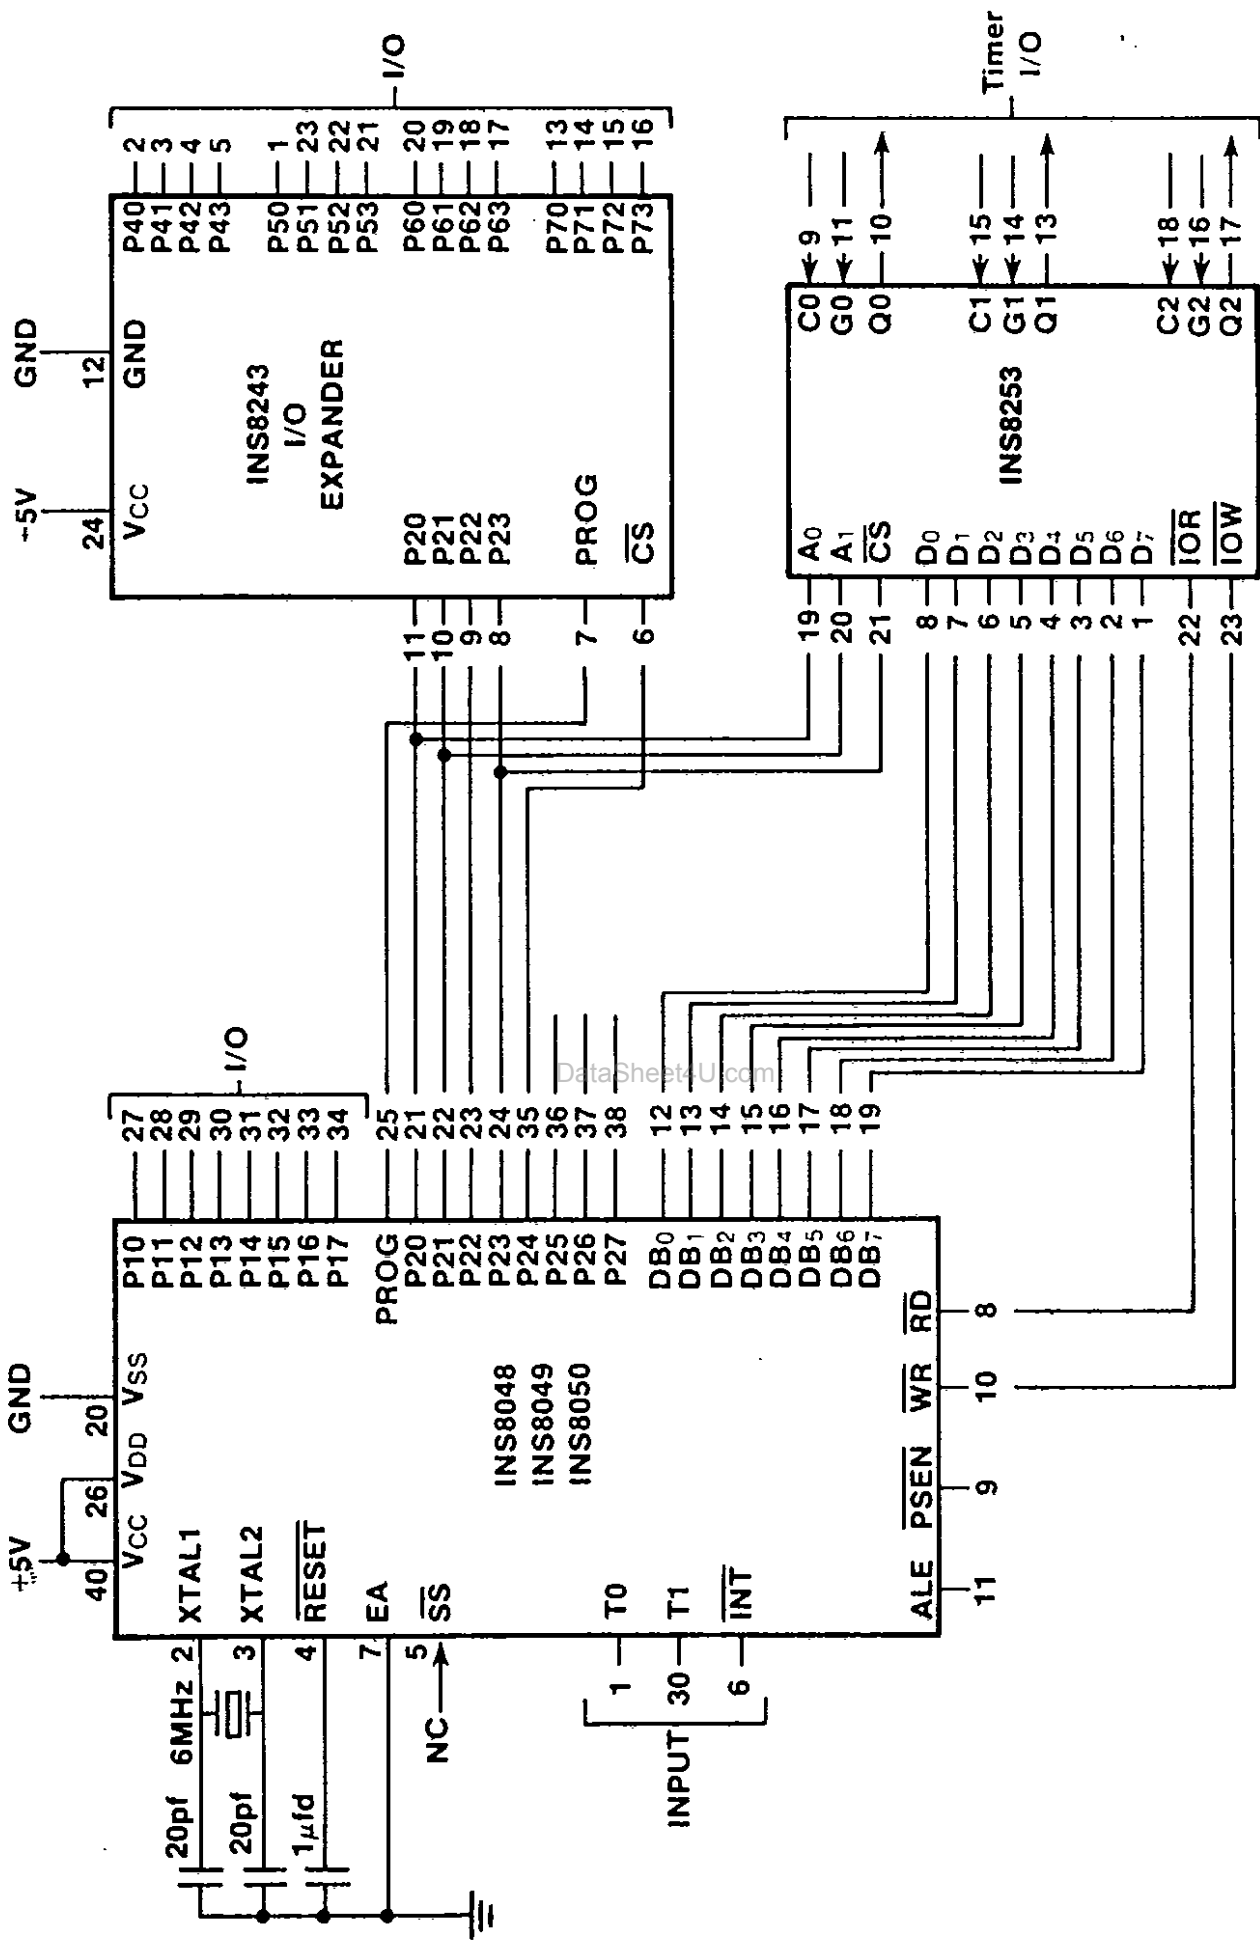 +5V
GND
40
26
20
VCC
VDD
VSS
20pf
6MHz
2
XTAL1
20pf
3
XTAL2
1µfd
4
RESET
7
EA
5
SS
NC
INPUT
1
T0
30
T1
6
INT
INS8048
INS8049
INS8050
P10 27
P11 28
P12 29
P13 30
P14 31
P15 32
P16 33
P17 34
I/O
PROG 25
P20 21
P21 22
P22 23
P23 24
P24 35
P25 36
P26 37
P27 38
DB0 12
DB1 13
DB2 14
DB3 15
DB4 16
DB5 17
DB6 18
DB7 19
ALE
PSEN
WR
RD
11
9
10
8
DataSheet4U.com
GND
24
12
VCC
GND
INS8243
I/O
EXPANDER
11 P20
10 P21
9 P22
8 P23
7 PROG
6 CS
P40 2
P41 3
P42 4
P43 5
P50 1
P51 23
P52 22
P53 21
P60 20
P61 19
P62 18
P63 17
P70 13
P71 14
P72 15
P73 16
I/O
INS8253
19 A0
20 A1
21 CS
8 D0
7 D1
6 D2
5 D3
4 D4
3 D5
2 D6
1 D7
22 IOR
23 IOW
C0 9
G0 11
Q0 10
C1 15
G1 14
Q1 13
C2 18
G2 16
Q2 17
Timer
I/O